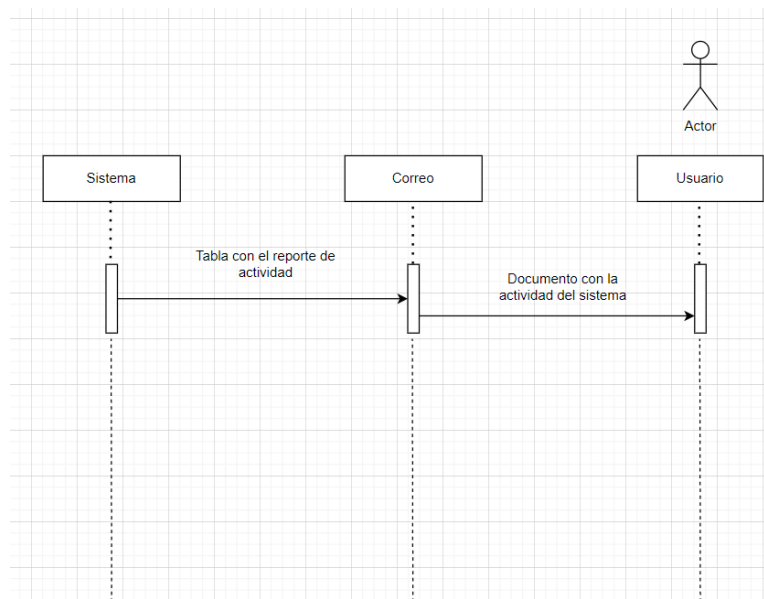 Actor
Sistema
Correo
Usuario
Tabla con el reporte de
actividad
Documento con la
actividad del sistema